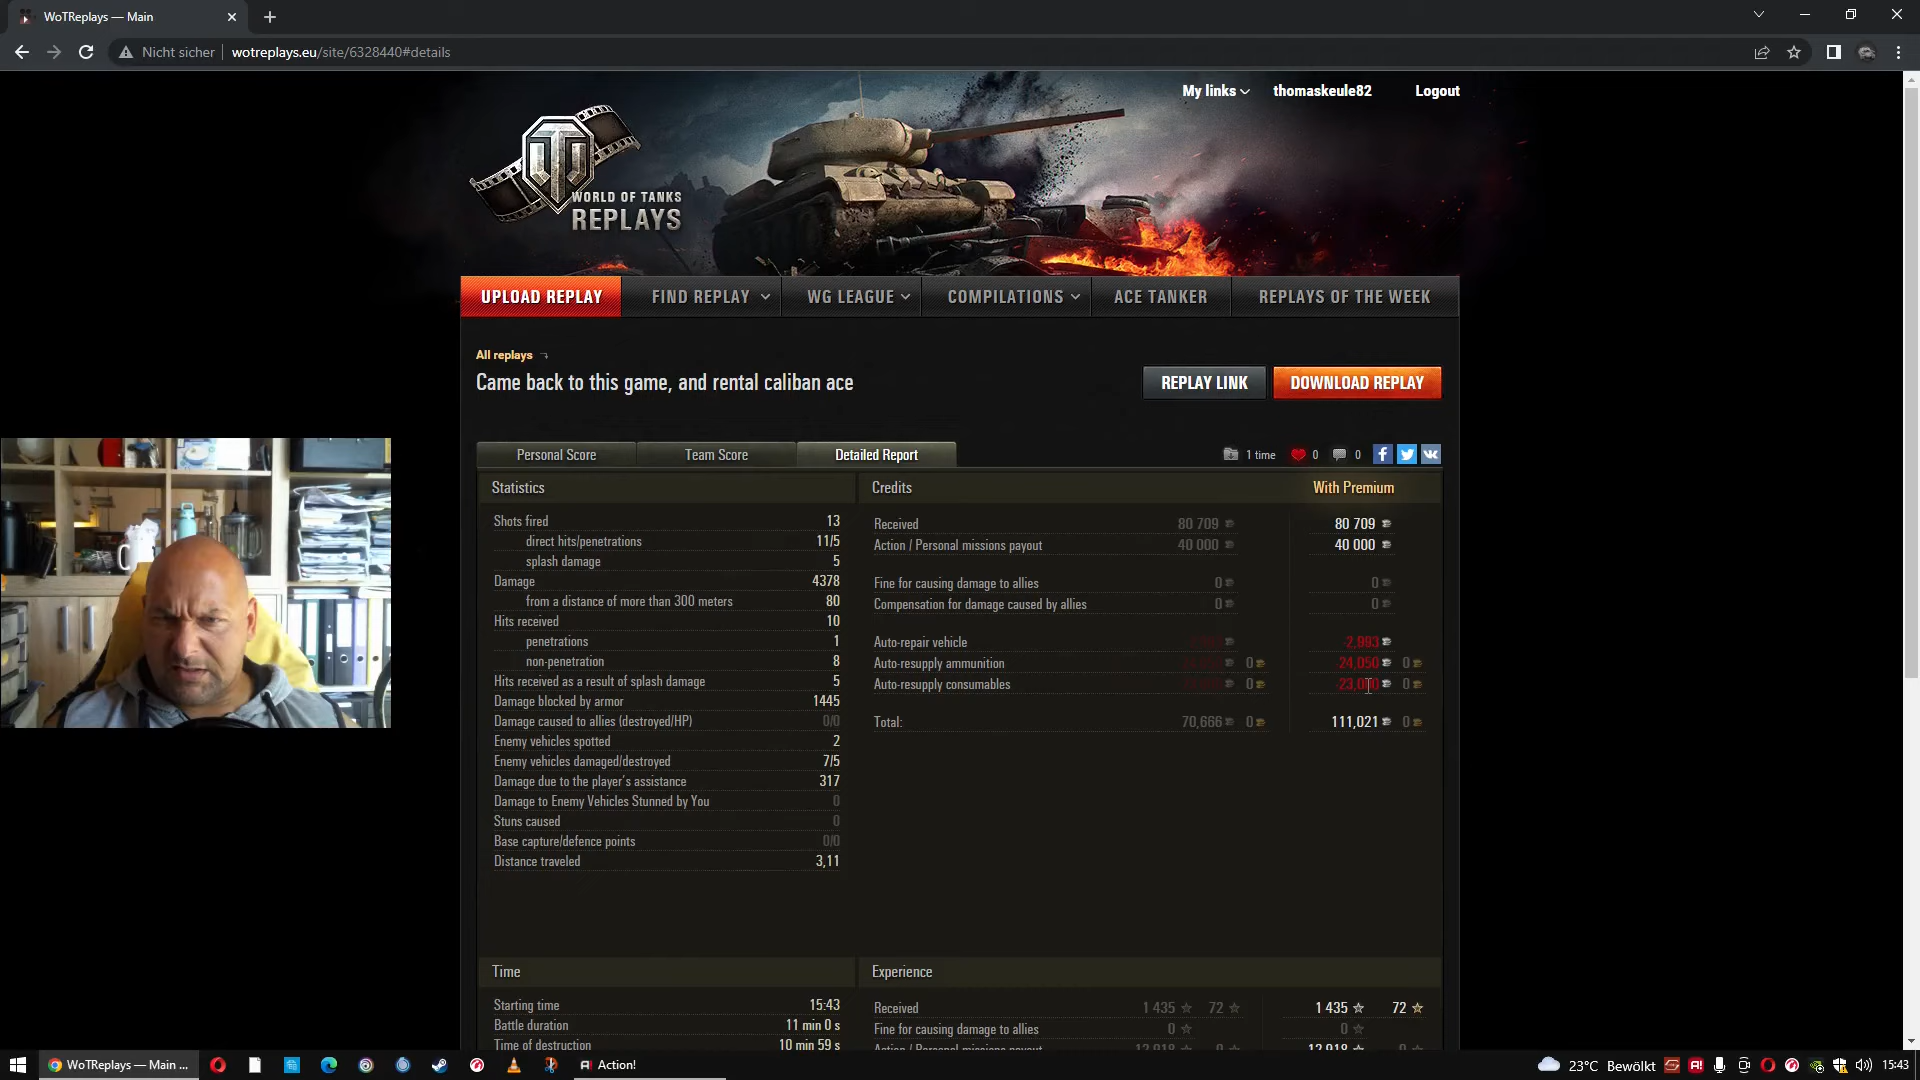 WoTReplays — Main
Nicht sicher
wotreplays.eu/site/6328440#details
My links
thomaskeule82
Logout
WORLD OF TANKS
REPLAYS
UPLOAD REPLAY
FIND REPLAY
WG LEAGUE
COMPILATIONS
ACE TANKER
REPLAYS OF THE WEEK
All replays
Came back to this game, and rental caliban ace
REPLAY LINK
DOWNLOAD REPLAY
Personal Score
Team Score
Detailed Report
1 time
0
0
Statistics
Shots fired 13
direct hits/penetrations 11/5
splash damage 5
Damage 4378
from a distance of more than 300 meters 80
Hits received 10
penetrations 1
non-penetration 8
Hits received as a result of splash damage 5
Damage blocked by armor 1445
Damage caused to allies (destroyed/HP) 0/0
Enemy vehicles spotted 2
Enemy vehicles damaged/destroyed 7/5
Damage due to the player's assistance 317
Damage to Enemy Vehicles Stunned by You 0
Stuns caused 0
Base capture/defence points 0/0
Distance traveled 3,11
Credits With Premium
Received 80 709 80 709
Action / Personal missions payout 40 000 40 000
Fine for causing damage to allies 0 0
Compensation for damage caused by allies 0 0
Auto-repair vehicle -2,993
Auto-resupply ammunition 0 -24,050 0
Auto-resupply consumables 0 0
Total: 70,666 0 111,021 0
Time
Starting time 15:43
Battle duration 11 min 0 s
Time of destruction 10 min 59 s
Experience
Received 1 435 72 1 435 72
Fine for causing damage to allies 0 0
Action / Personal missions payout 12 918 0 12 918 0
WoTReplays — Main ...
Action!
23°C Bewölkt
15:43